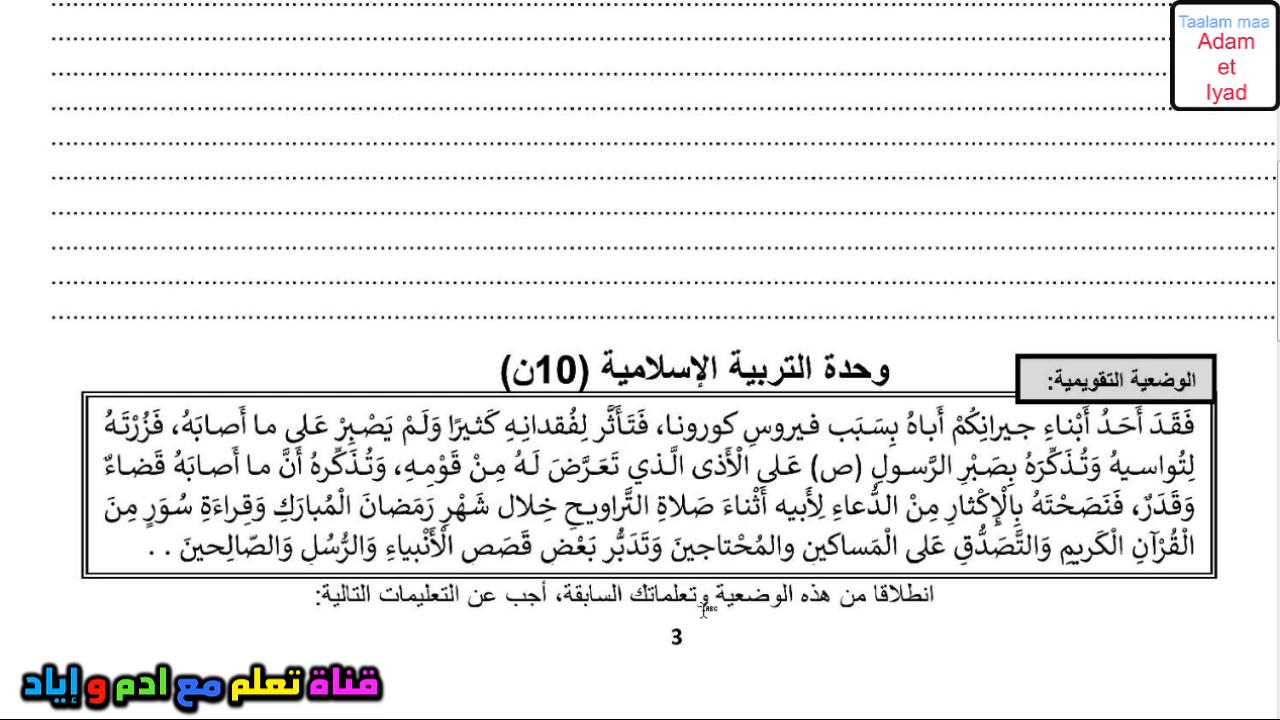 Taalam maa
Adam
et
Iyad
وحدة التربية الإسلامية (10ن)
الوضعية التقويمية:
فَقَدَ أَحَدُ أَبْناءِ جيرانِكُمْ أَباهُ بِسَبَب فيروسِ كورونا، فَتَأَثَّر لِفُقدانِهِ كَثيرًا وَلَمْ يَصْبِرْ عَلى ما أَصابَهُ، فَزُرْتَهُ
لِتُواسيهُ وَتُذَكِّرَهُ بِصَبْرِ الرَّسولِ (ص) عَلى الْأَذى الَّذي تَعَرَّضَ لَهُ مِنْ قَوْمِهِ، وَتُذَكِّرهُ أَنَّ ما أَصابَهُ قَضاءٌ
وَقَدَرٌ، فَنَصَحْتَهُ بِالْإِكْثارِ مِنْ الدُّعاءِ لِأَبيه أَثْناءَ صَلاةِ التَّراويحِ خِلال شَهْرِ رَمَضانَ الْمُبارَكِ وَقِراءَةِ سُوَرٍ مِنَ
الْقُرْآنِ الْكَريمِ وَالتَّصَدُّقِ عَلى الْمَساكين والمُحْتاجينَ وَتَدَبُّر بَعْضِ قَصَص الْأَنْبياءِ وَالرُّسُلِ وَالصّالِحينَ . .
انطلاقا من هذه الوضعية وتعلماتك السابقة، أجب عن التعليمات التالية:
3
قناة تعلم مع ادم و إياد